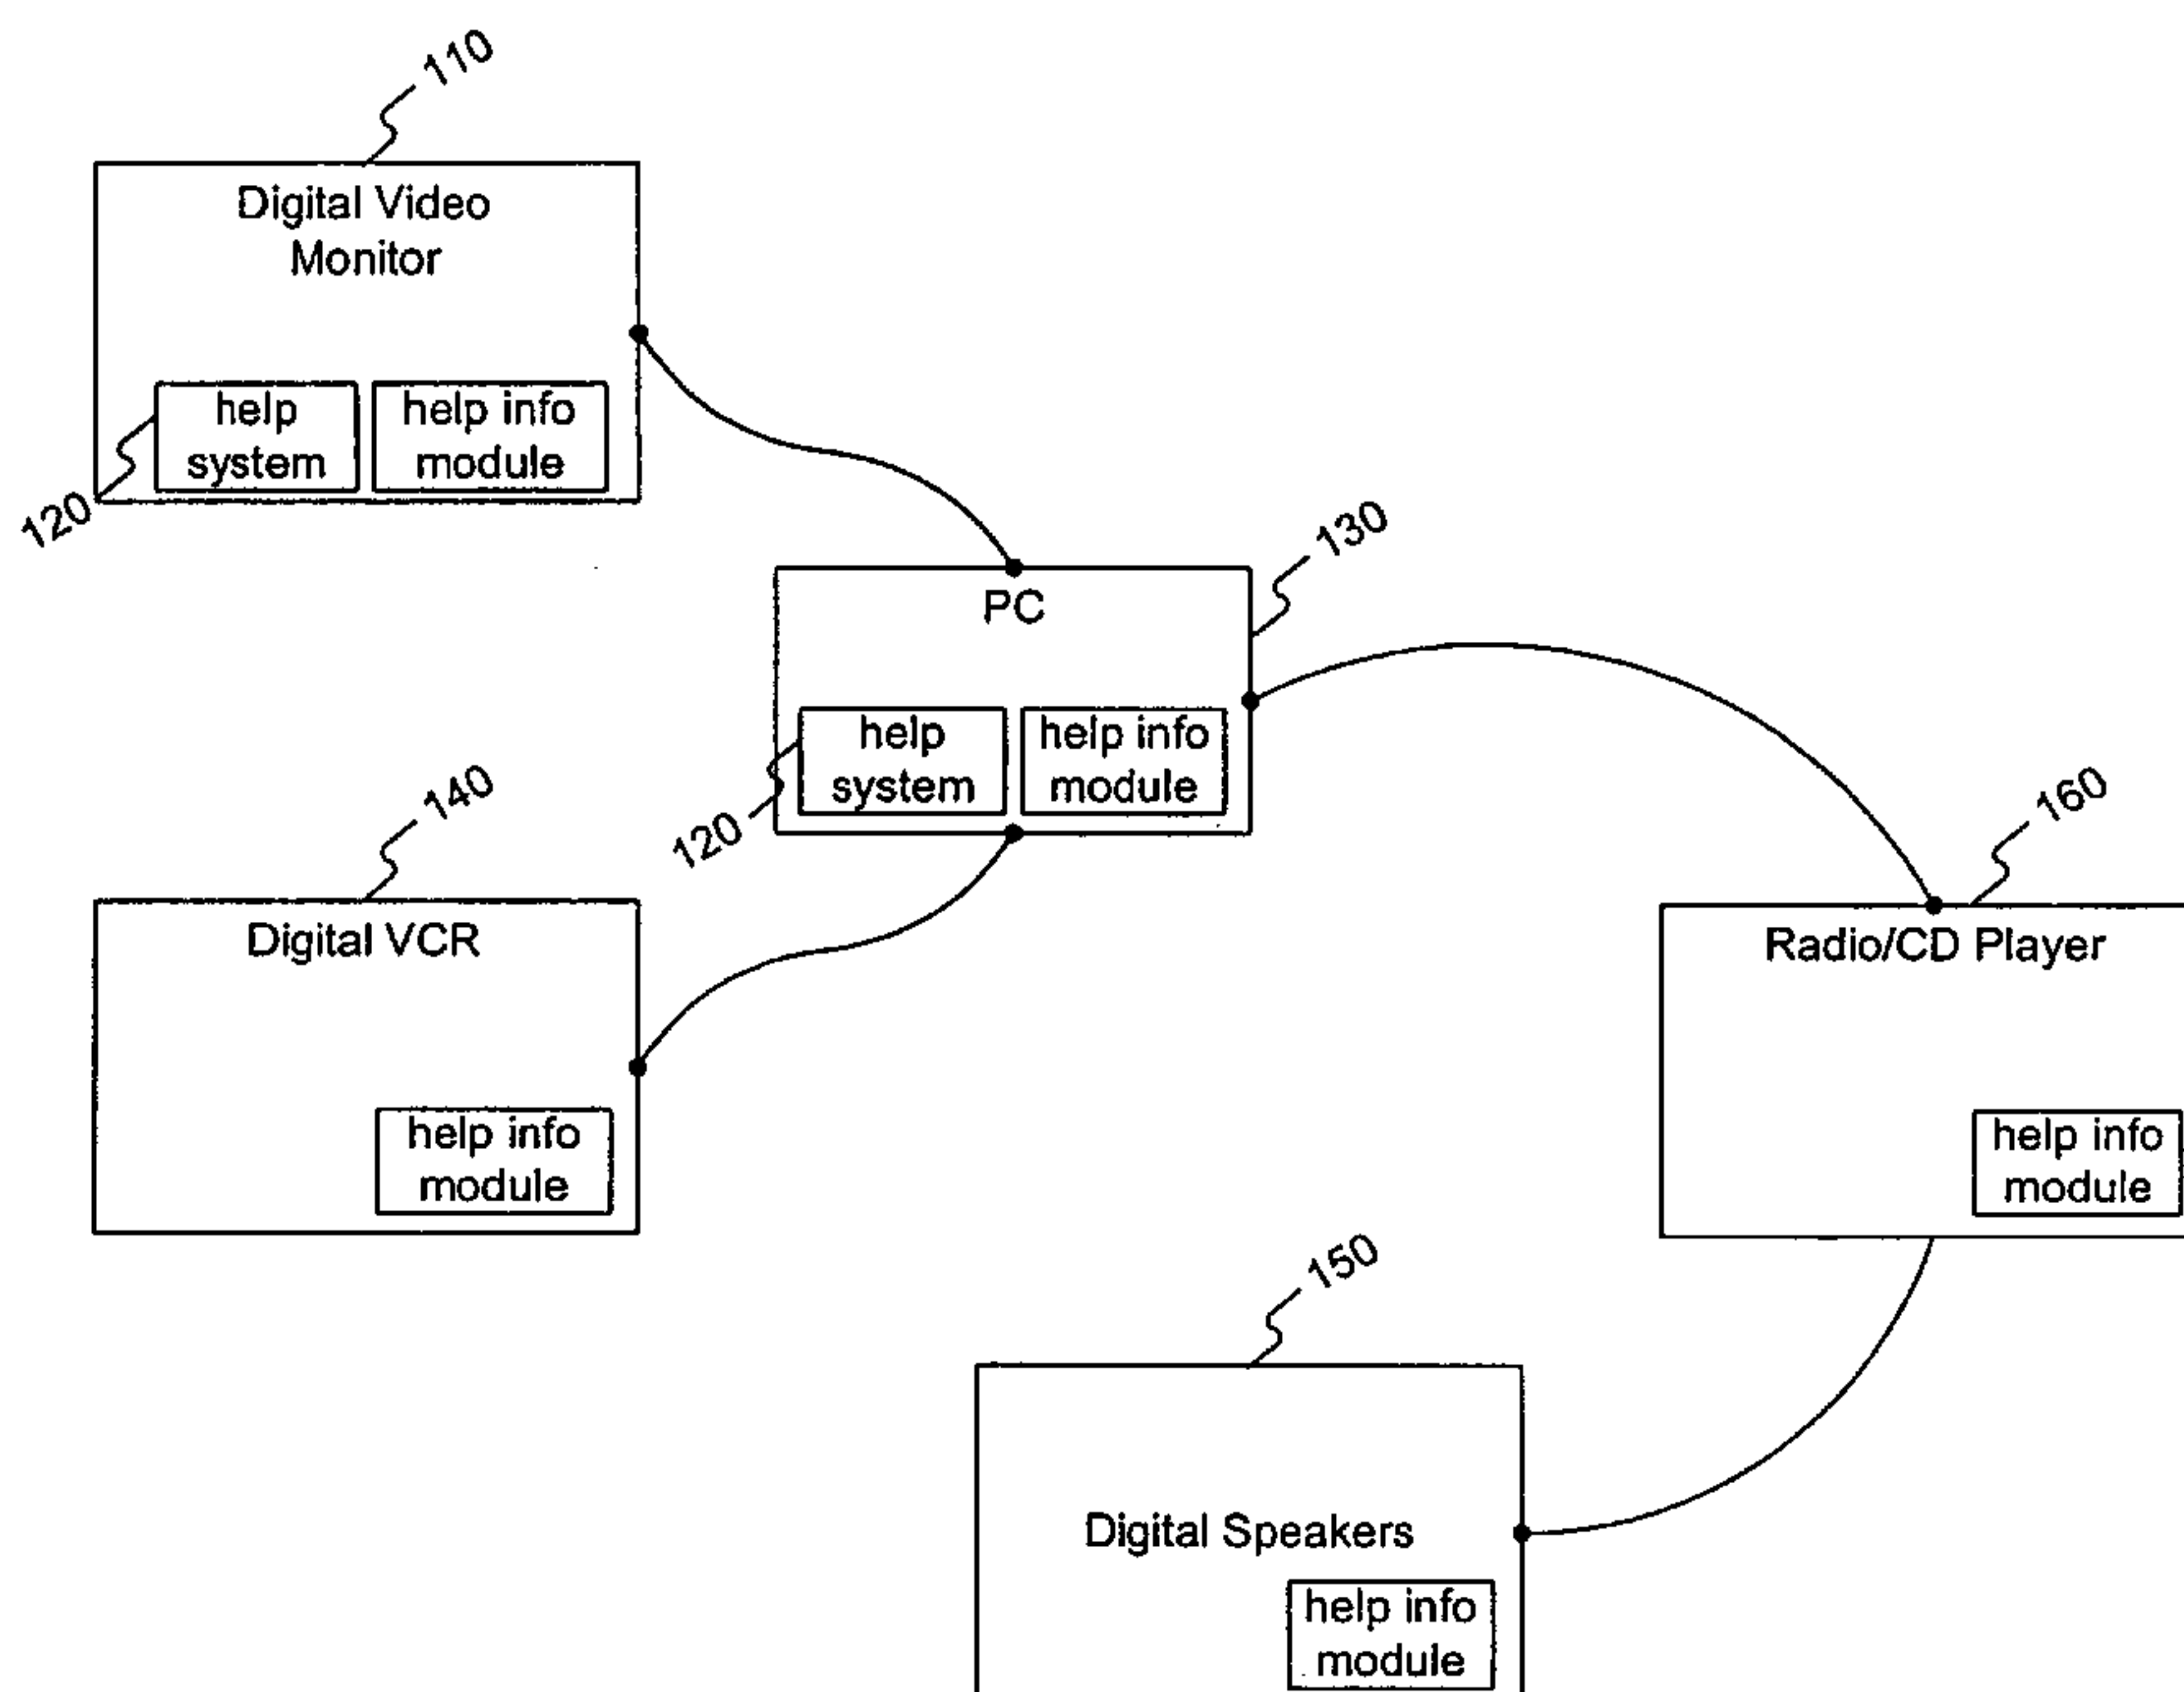 110
Digital Video
Monitor
help
system
help info
module
120
130
PC
help
system
help info
module
120
140
Digital VCR
help info
module
160
Radio/CD Player
help info
module
150
Digital Speakers
help info
module